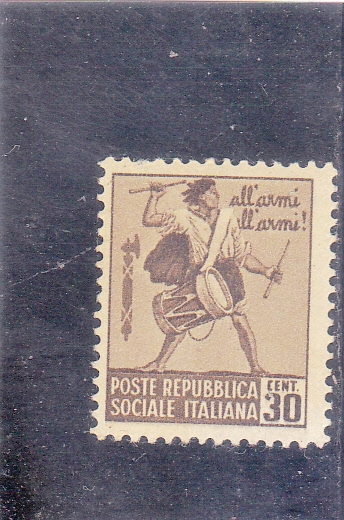 all'armi
all'armi!
POSTE REPUBBLICA
SOCIALE ITALIANA
CENT.
30